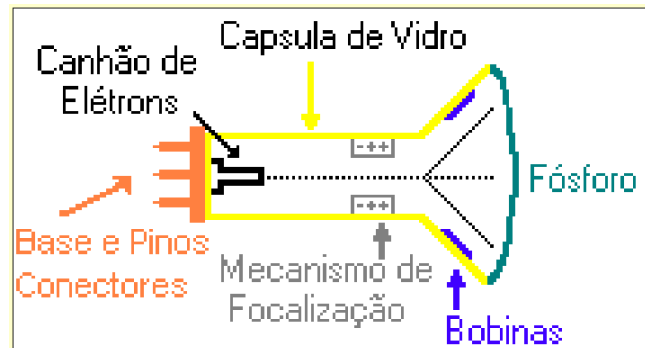 Capsula de Vidro
Canhão de
Elétrons
Fósforo
Base e Pinos
Conectores
Mecanismo de
Focalização
Bobinas
-+++
-+++